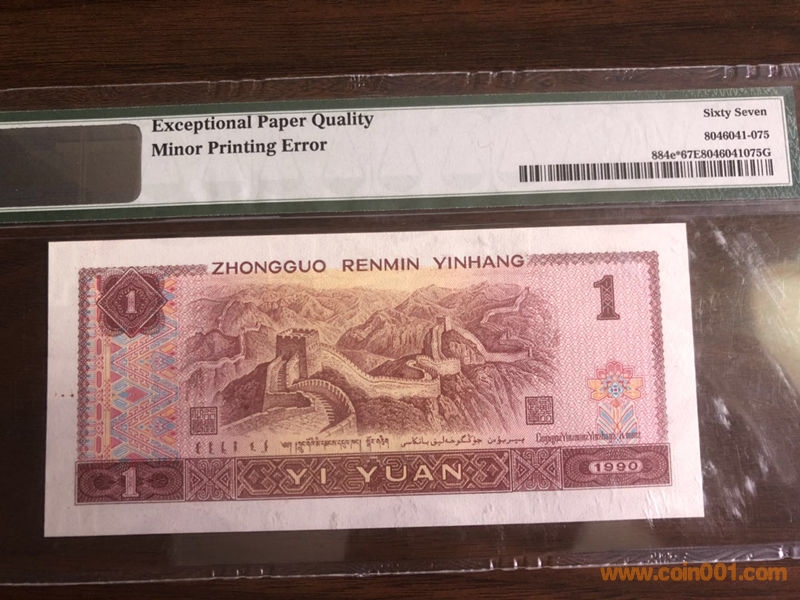 Exceptional Paper Quality
Minor Printing Error
Sixty Seven
8046041-075
884e*67E8046041075G
ZHONGGUO RENMIN YINHANG
1
1
1
YI YUAN
1990
www.coin001.com